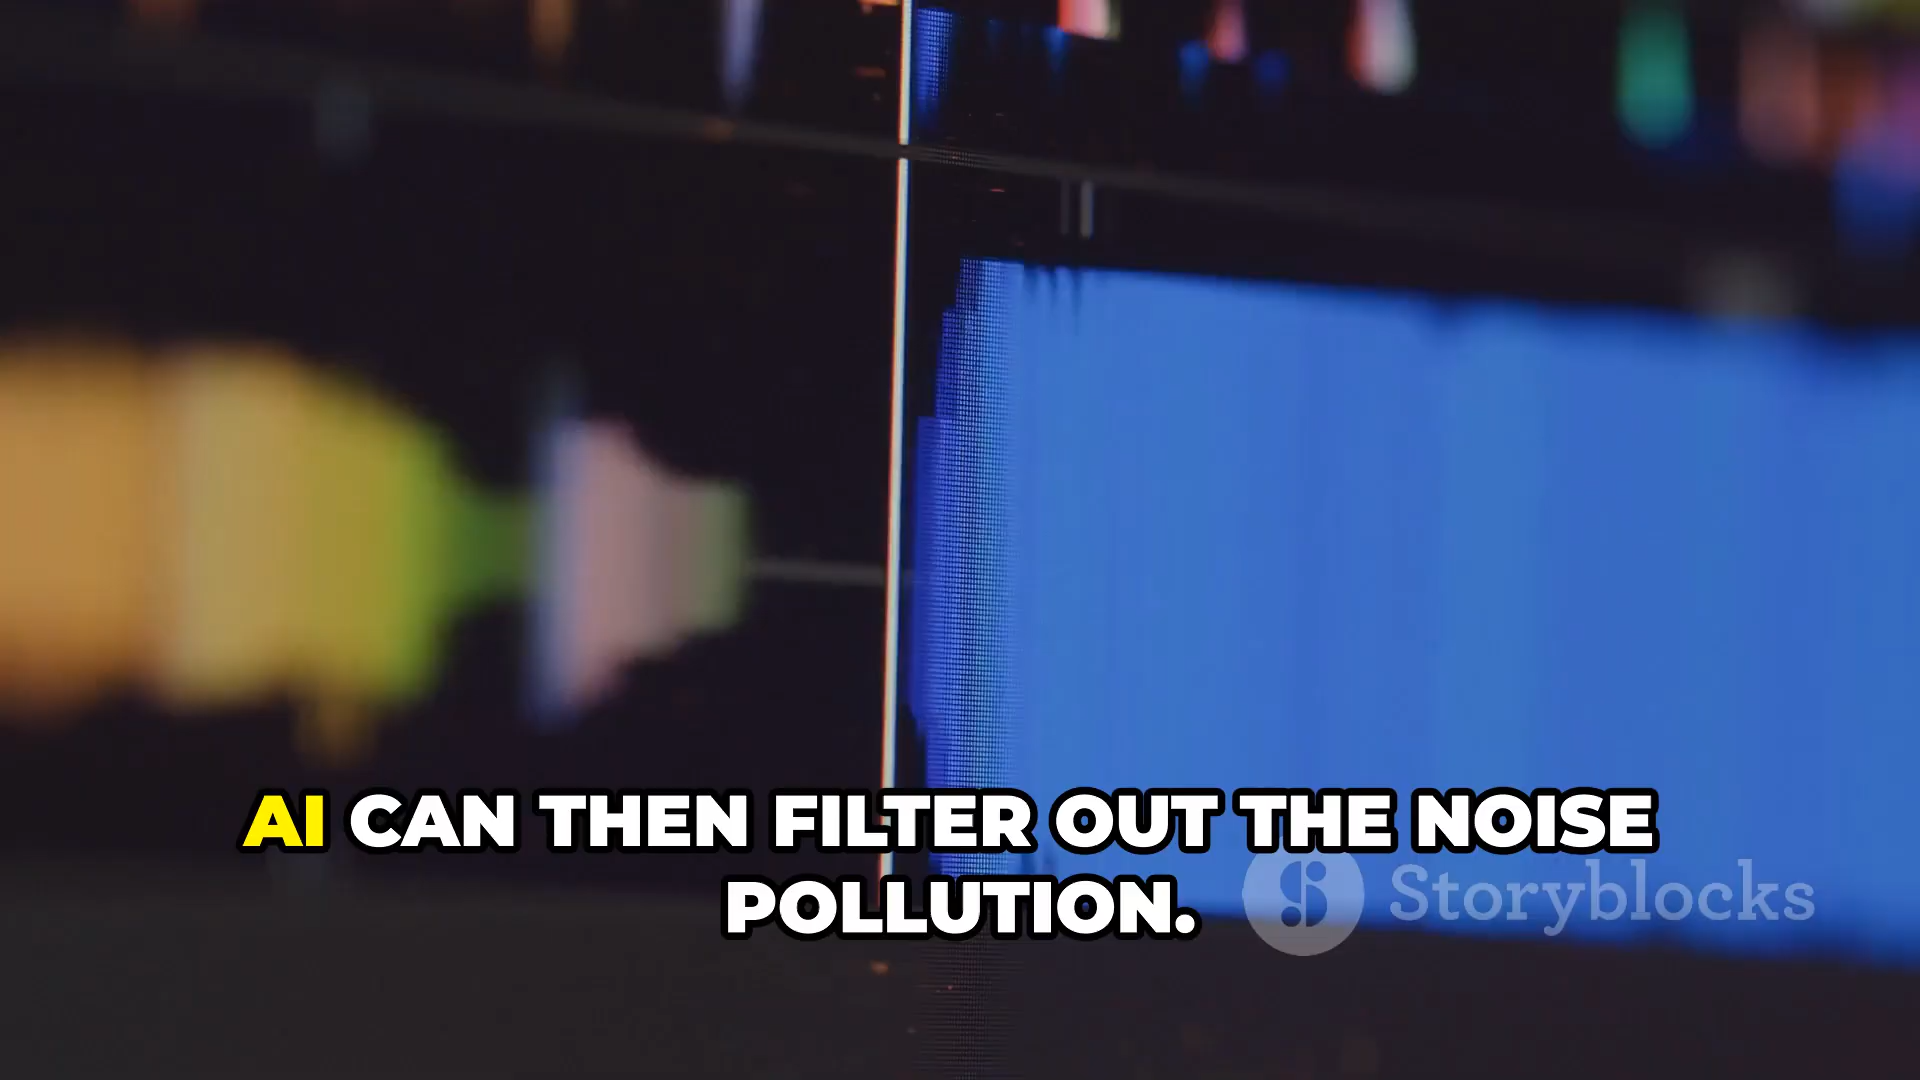 AI CAN THEN FILTER OUT THE NOISE
POLLUTION.
Storyblocks